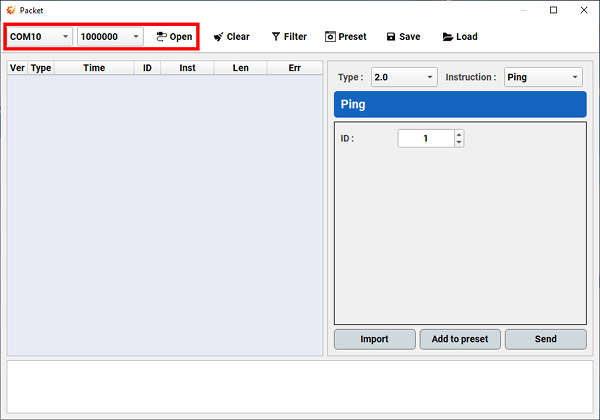 Packet
COM10 1000000 Open Clear Filter Preset Save Load
Ver Type Time ID Inst Len Err
Type : 2.0 Instruction : Ping
Ping
ID : 1
Import Add to preset Send